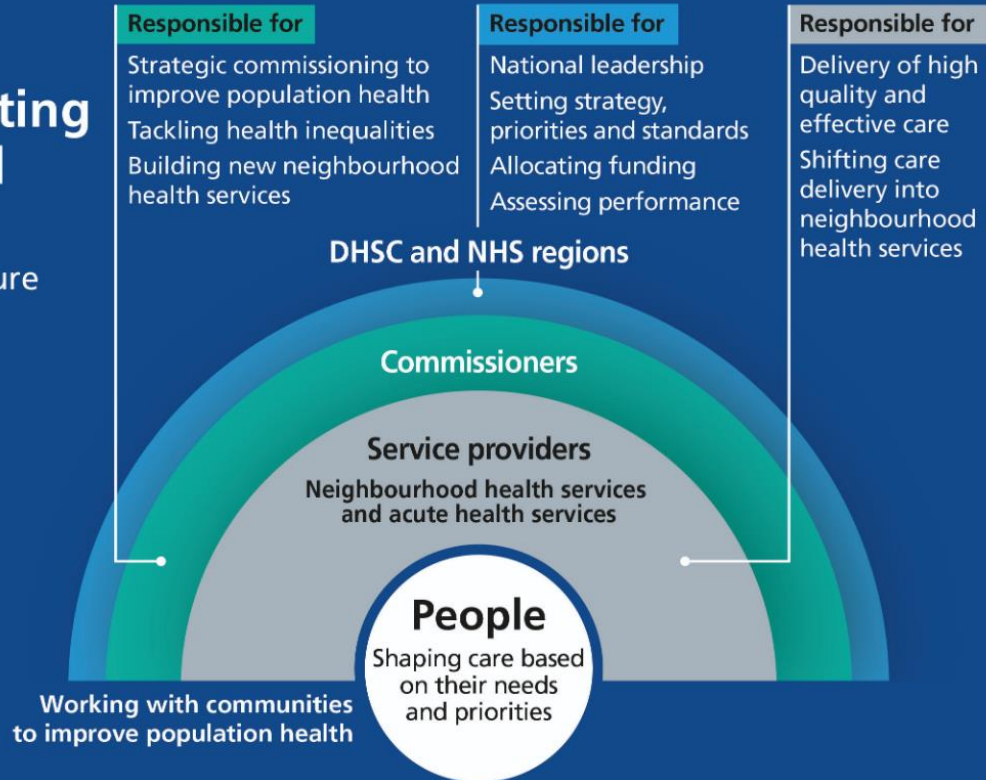 Responsible for
Strategic commissioning to
improve population health
Tackling health inequalities
Building new neighbourhood
health services
Responsible for
National leadership
Setting strategy,
priorities and standards
Allocating funding
Assessing performance
Responsible for
Delivery of high
quality and
effective care
Shifting care
delivery into
neighbourhood
health services
DHSC and NHS regions
Commissioners
Service providers
Neighbourhood health services
and acute health services
People
Shaping care based
on their needs
and priorities
Working with communities
to improve population health